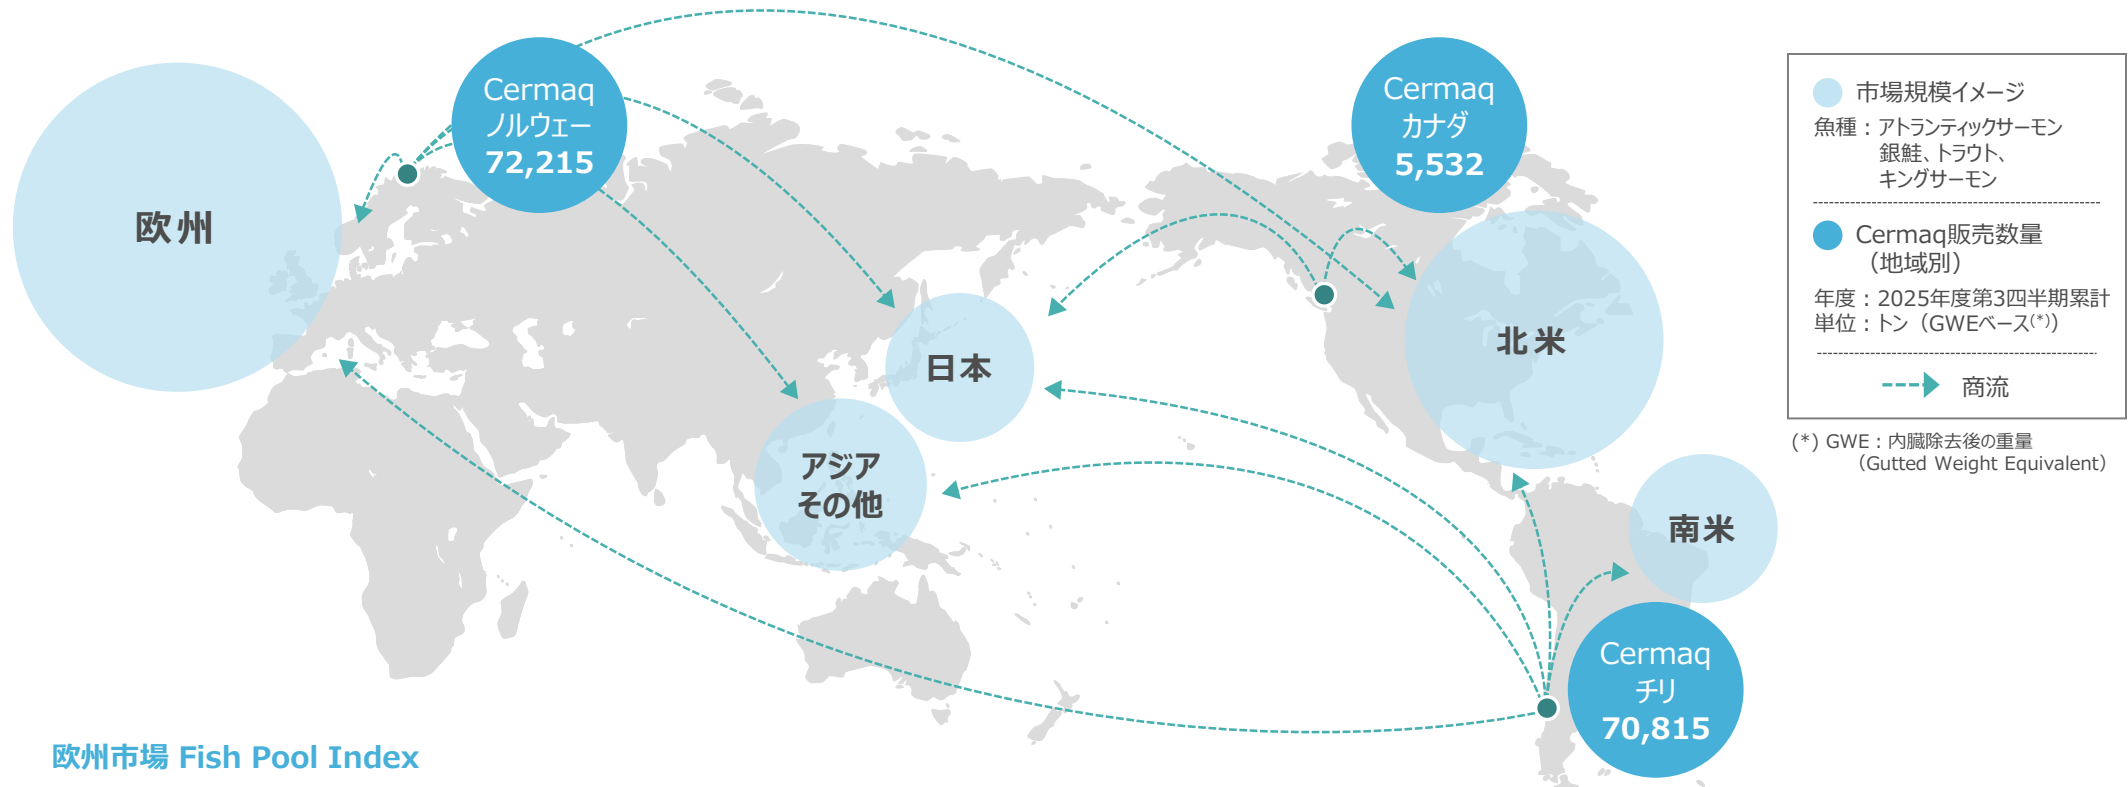 Cermaq
ノルウェー
72,215
Cermaq
カナダ
5,532
欧州
北米
日本
アジア
その他
南米
Cermaq
チリ
70,815
欧州市場 Fish Pool Index
市場規模イメージ
魚種：アトランティックサーモン
銀鮭、トラウト、
キングサーモン
Cermaq販売数量
（地域別）
年度：2025年度第3四半期累計
単位：トン（GWEベース(*)）
商流
(*) GWE：内臓除去後の重量
（Gutted Weight Equivalent）